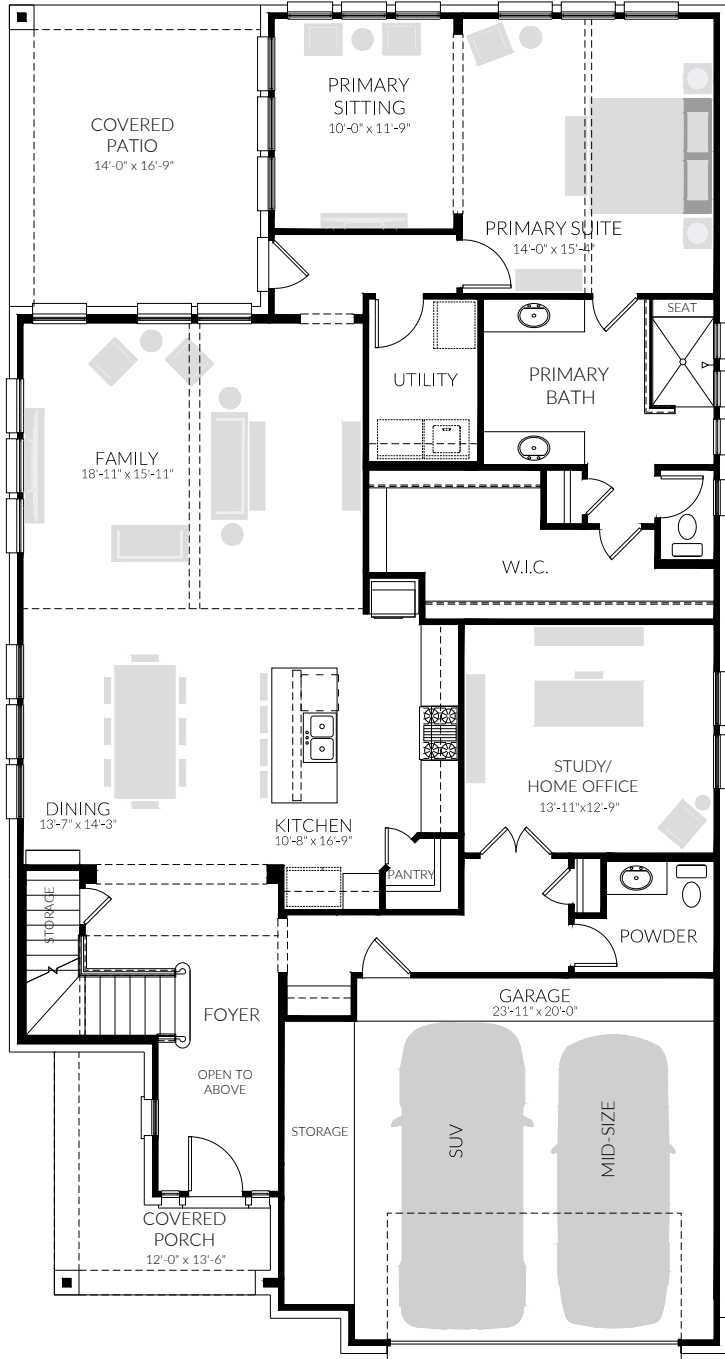 PRIMARY
SITTING
10'-0" x 11'-9"
COVERED
PATIO
14'-0" x 16'-9"
PRIMARY SUITE
14'-0" x 15'-4"
SEAT
UTILITY
PRIMARY
BATH
FAMILY
18'-11" x 15'-11"
W.I.C.
STUDY/
HOME OFFICE
13'-11"x12'-9"
DINING
13'-7" x 14'-3"
KITCHEN
10'-8" x 16'-9"
PANTRY
STORAGE
POWDER
FOYER
GARAGE
23'-11" x 20'-0"
OPEN TO
ABOVE
STORAGE
SUV
MID-SIZE
COVERED
PORCH
12'-0" x 13'-6"